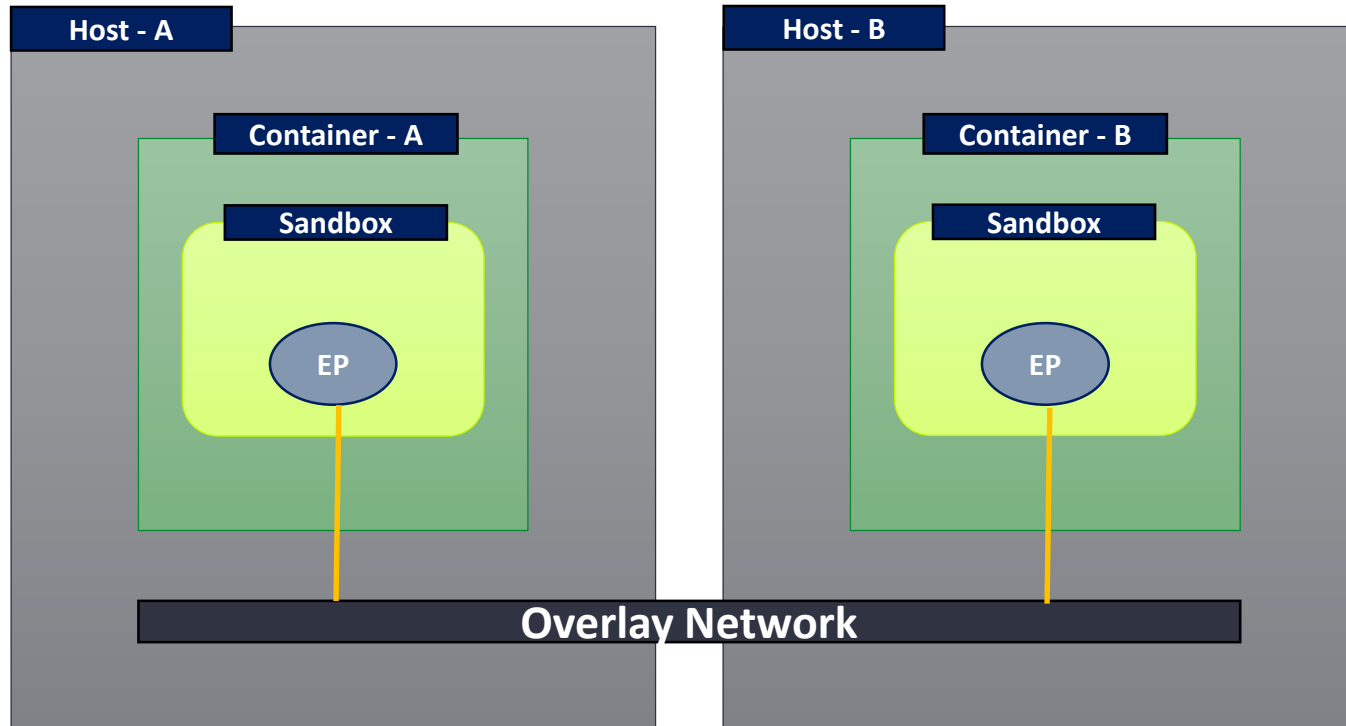 Host - A
Host - B
Container - A
Container - B
Sandbox
Sandbox
EP
EP
Overlay Network